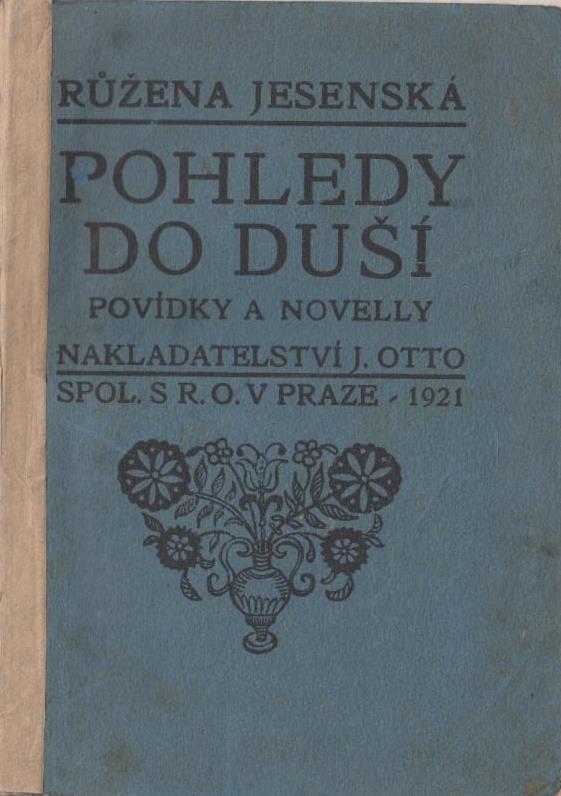 RŮŽENA JESENSKÁ
POHLEDY
DO DUŠÍ
POVÍDKY A NOVELLY
NAKLADATELSTVÍ J. OTTO
SPOL. S R. O. V PRAZE - 1921